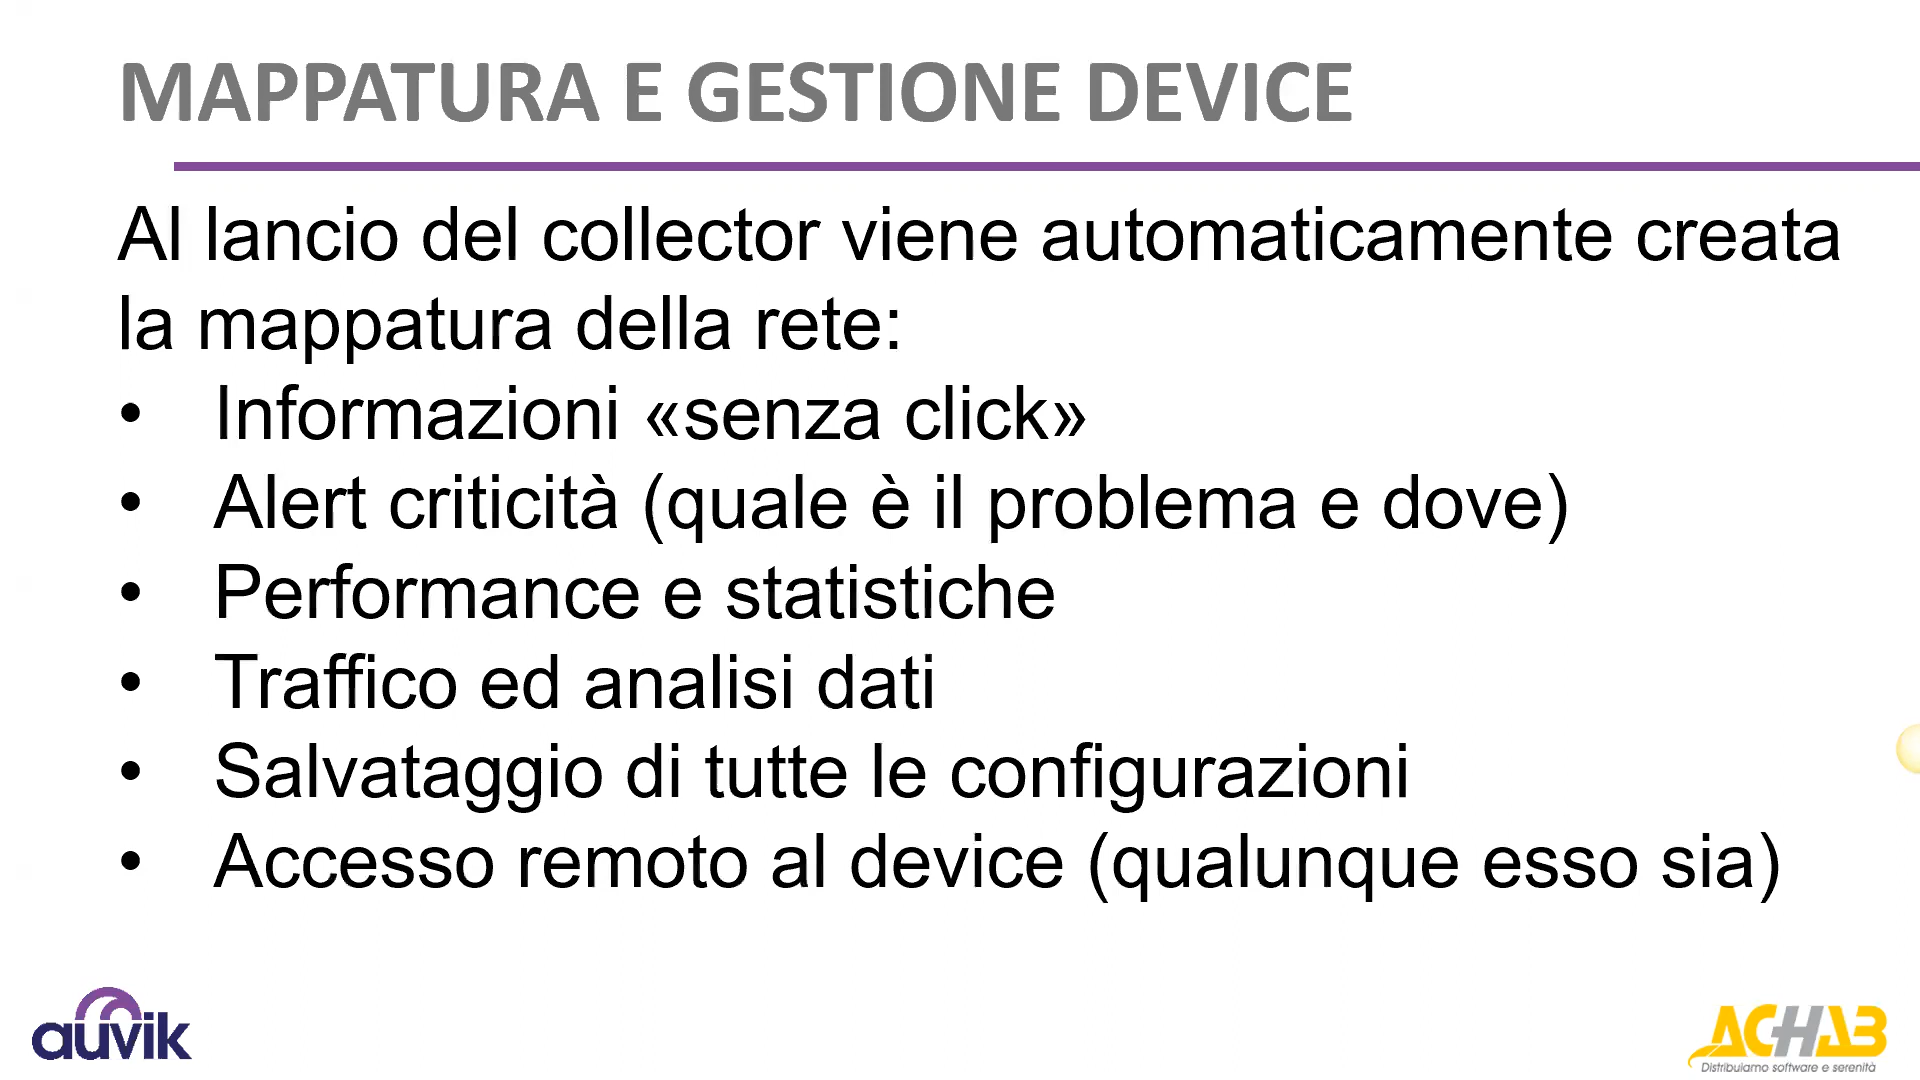 MAPPATURA E GESTIONE DEVICE
Al lancio del collector viene automaticamente creata
la mappatura della rete:
• Informazioni «senza click»
• Alert criticità (quale è il problema e dove)
• Performance e statistiche
• Traffico ed analisi dati
• Salvataggio di tutte le configurazioni
• Accesso remoto al device (qualunque esso sia)
auvik
ACHAB
Distribuiamo software e serenità